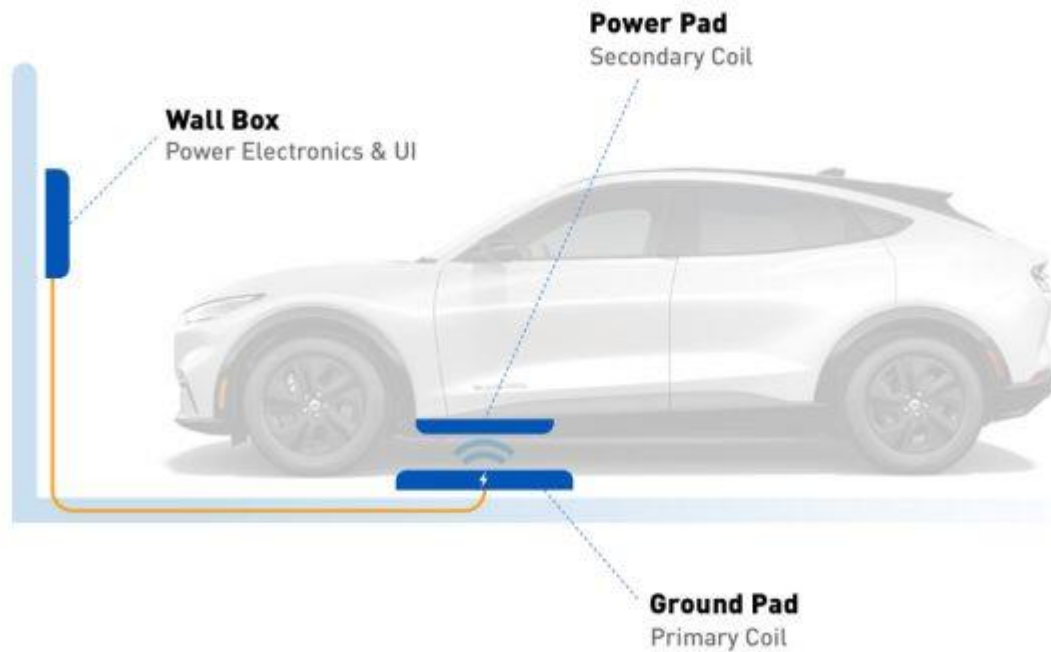 Power Pad
Secondary Coil
Wall Box
Power Electronics & UI
Ground Pad
Primary Coil